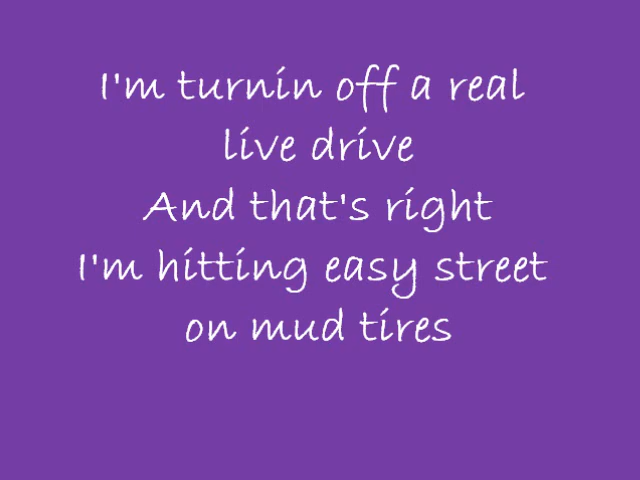 I'm turnin off a real
live drive
And that's right
I'm hitting easy street
on mud tires